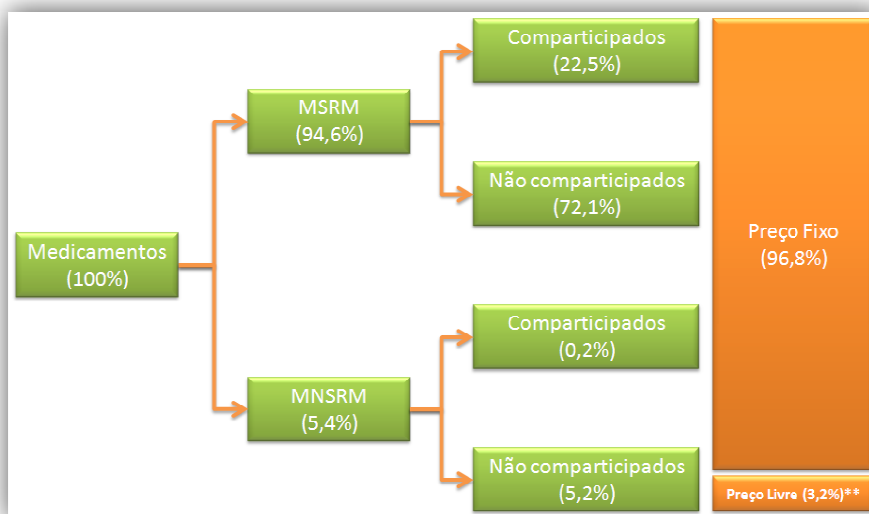 Medicamentos
(100%)
MSRM
(94,6%)
MNSRM
(5,4%)
Comparticipados
(22,5%)
Não comparticipados
(72,1%)
Comparticipados
(0,2%)
Não comparticipados
(5,2%)
Preço Fixo
(96,8%)
Preço Livre (3,2%)**